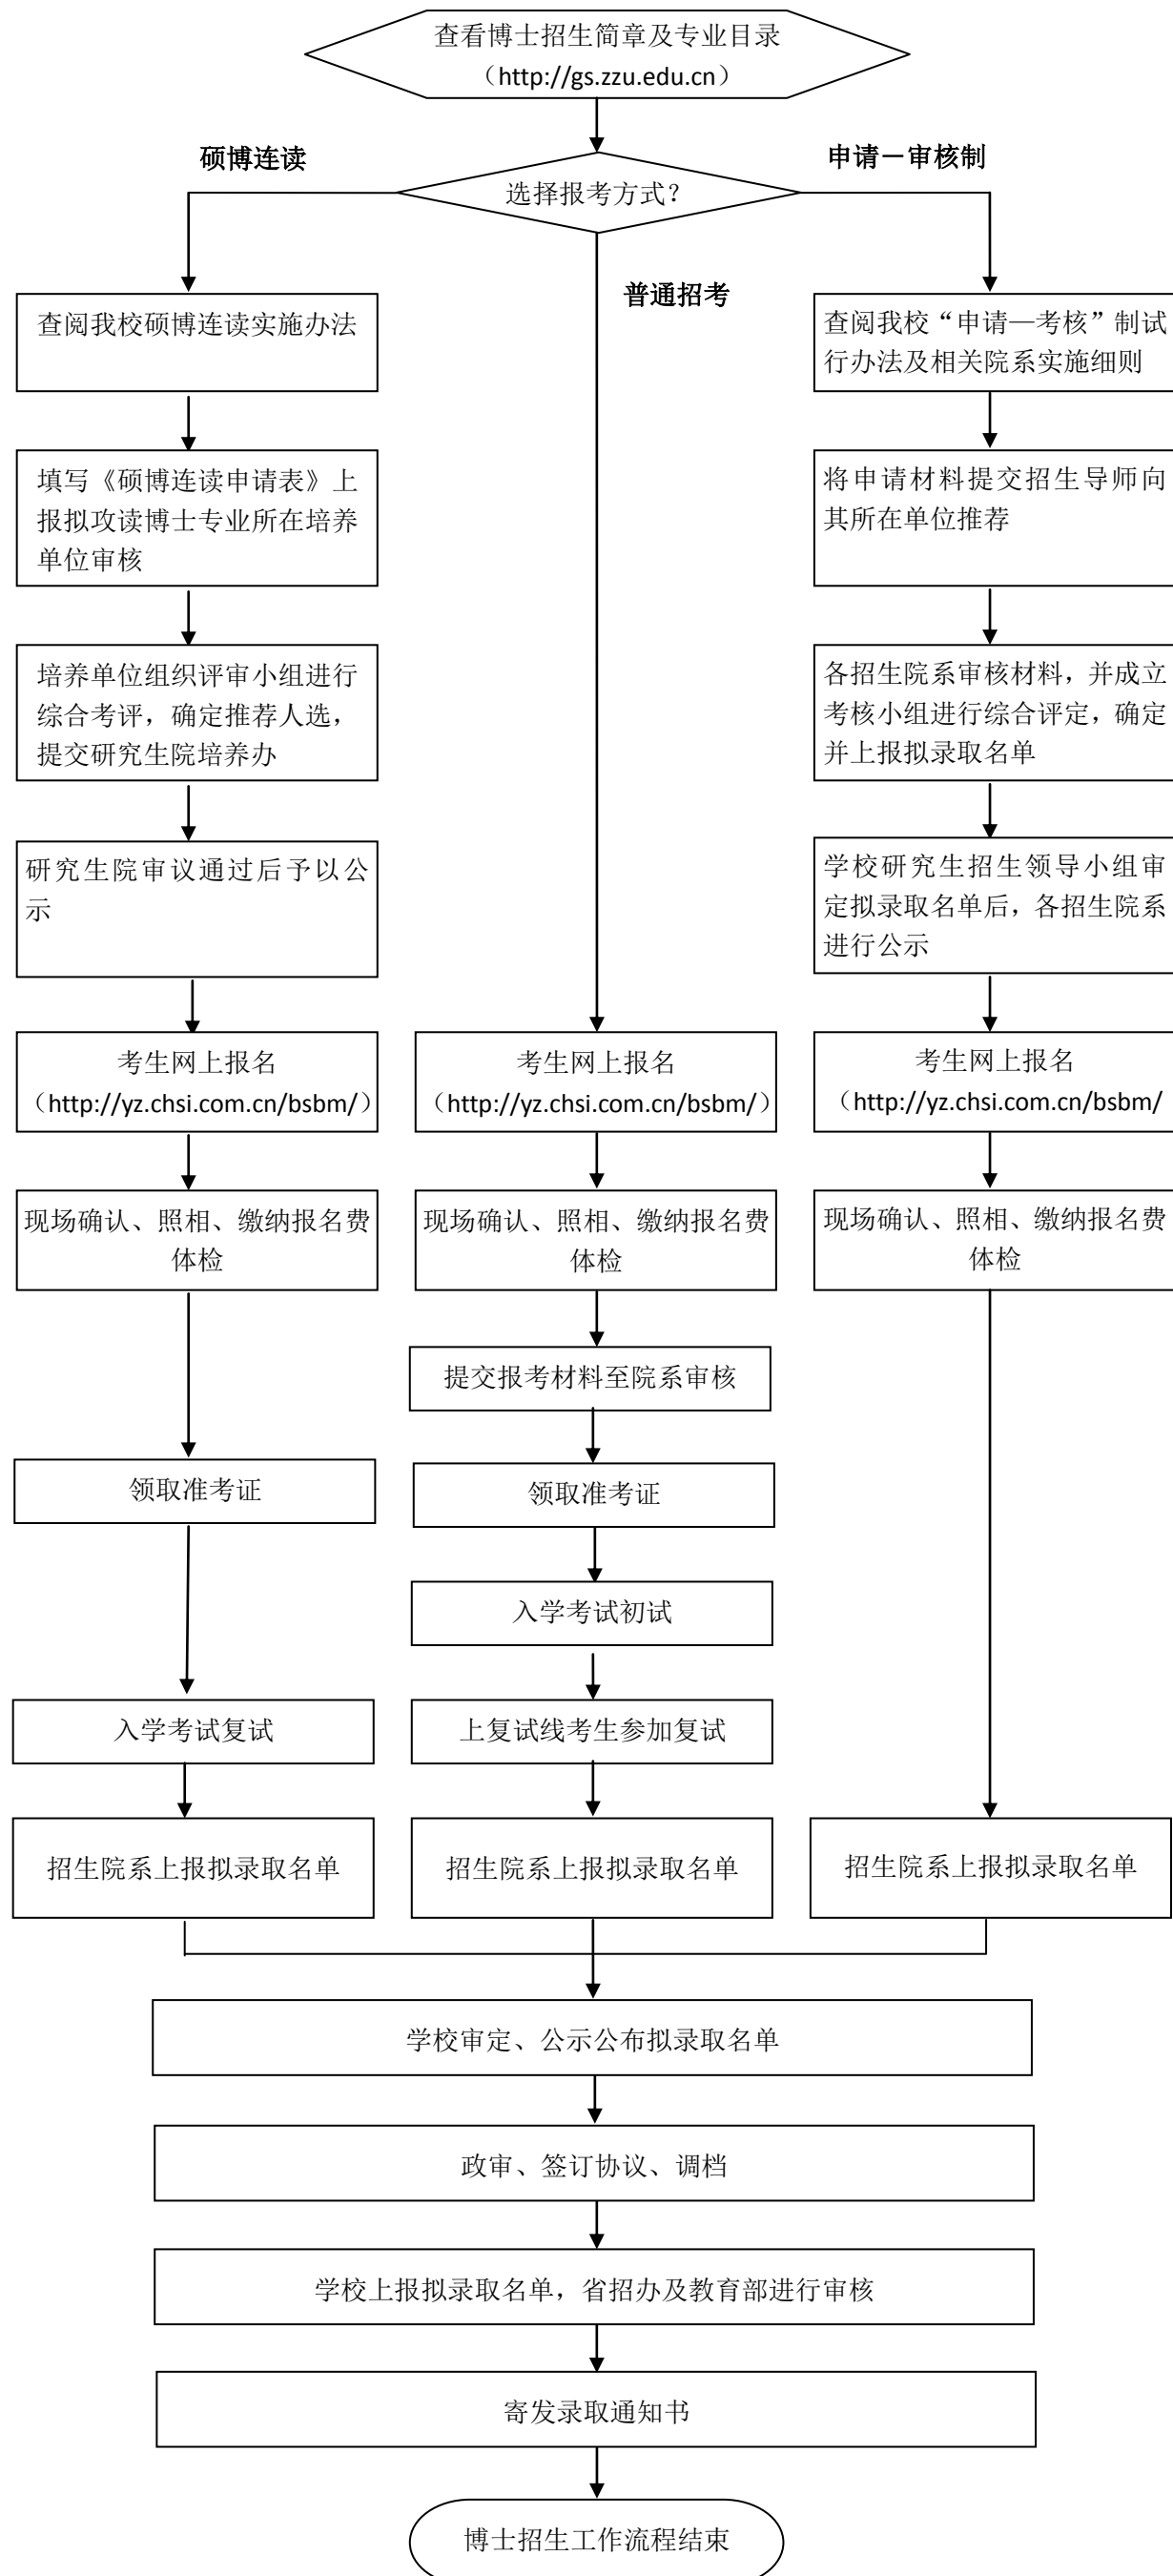 查看博士招生简章及专业目录
（http://gs.zzu.edu.cn）
硕博连读
申请－审核制
选择报考方式？
普通招考
查阅我校硕博连读实施办法
查阅我校“申请—考核”制试
行办法及相关院系实施细则
填写《硕博连读申请表》上
报拟攻读博士专业所在培养
单位审核
将申请材料提交招生导师向
其所在单位推荐
培养单位组织评审小组进行
综合考评，确定推荐人选，
提交研究生院培养办
各招生院系审核材料，并成立
考核小组进行综合评定，确定
并上报拟录取名单
研究生院审议通过后予以公
示
学校研究生招生领导小组审
定拟录取名单后，各招生院系
进行公示
考生网上报名
（http://yz.chsi.com.cn/bsbm/）
考生网上报名
（http://yz.chsi.com.cn/bsbm/）
考生网上报名
（http://yz.chsi.com.cn/bsbm/
现场确认、照相、缴纳报名费
体检
现场确认、照相、缴纳报名费
体检
现场确认、照相、缴纳报名费
体检
提交报考材料至院系审核
领取准考证
领取准考证
入学考试初试
入学考试复试
上复试线考生参加复试
招生院系上报拟录取名单
招生院系上报拟录取名单
招生院系上报拟录取名单
学校审定、公示公布拟录取名单
政审、签订协议、调档
学校上报拟录取名单，省招办及教育部进行审核
寄发录取通知书
博士招生工作流程结束